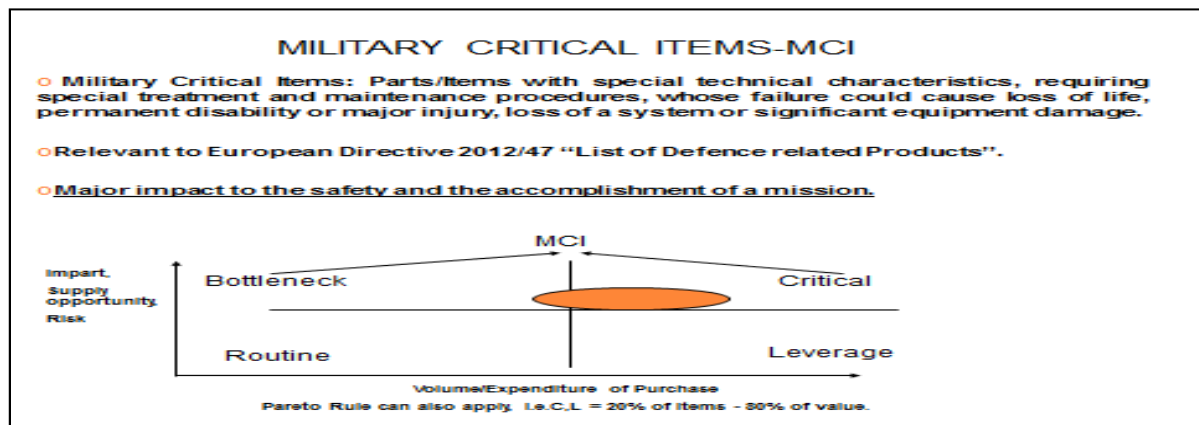 MILITARY CRITICAL ITEMS-MCI
o Military Critical Items: Parts/Items with special technical characteristics, requiring
special treatment and maintenance procedures, whose failure could cause loss of life,
permanent disability or major injury, loss of a system or significant equipment damage.
o Relevant to European Directive 2012/47 “List of Defence related Products”.
o Major impact to the safety and the accomplishment of a mission.
MCI
Impart,
Supply
opportunity,
Risk
Bottleneck
Critical
Routine
Leverage
Volume/Expenditure of Purchase
Pareto Rule can also apply, i.e.C,L = 20% of items - 80% of value.